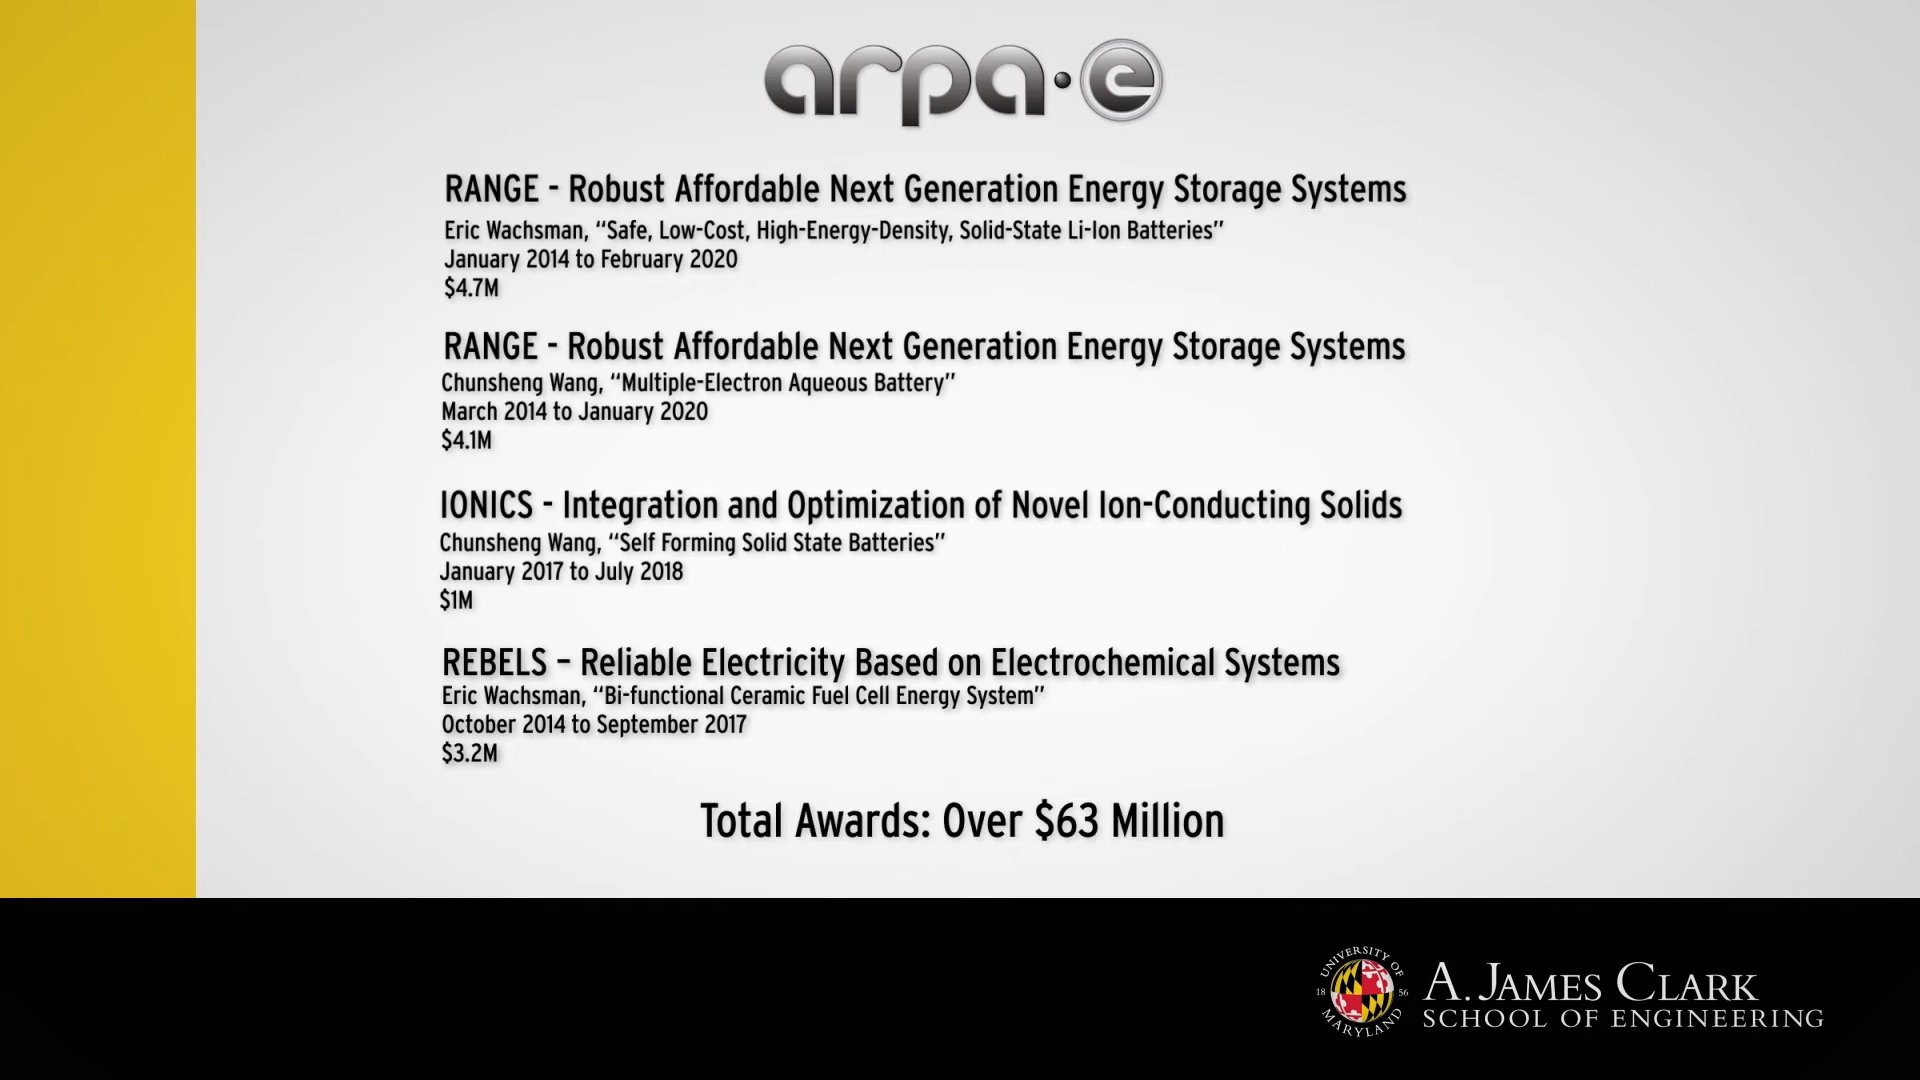 arpa·e
RANGE - Robust Affordable Next Generation Energy Storage Systems
Eric Wachsman, “Safe, Low-Cost, High-Energy-Density, Solid-State Li-Ion Batteries”
January 2014 to February 2020
$4.7M
RANGE - Robust Affordable Next Generation Energy Storage Systems
Chunsheng Wang, “Multiple-Electron Aqueous Battery”
March 2014 to January 2020
$4.1M
IONICS - Integration and Optimization of Novel Ion-Conducting Solids
Chunsheng Wang, “Self Forming Solid State Batteries”
January 2017 to July 2018
$1M
REBELS – Reliable Electricity Based on Electrochemical Systems
Eric Wachsman, “Bi-functional Ceramic Fuel Cell Energy System”
October 2014 to September 2017
$3.2M
Total Awards: Over $63 Million
UNIVERSITY OF
18 56
MARYLAND
A. JAMES CLARK
SCHOOL OF ENGINEERING